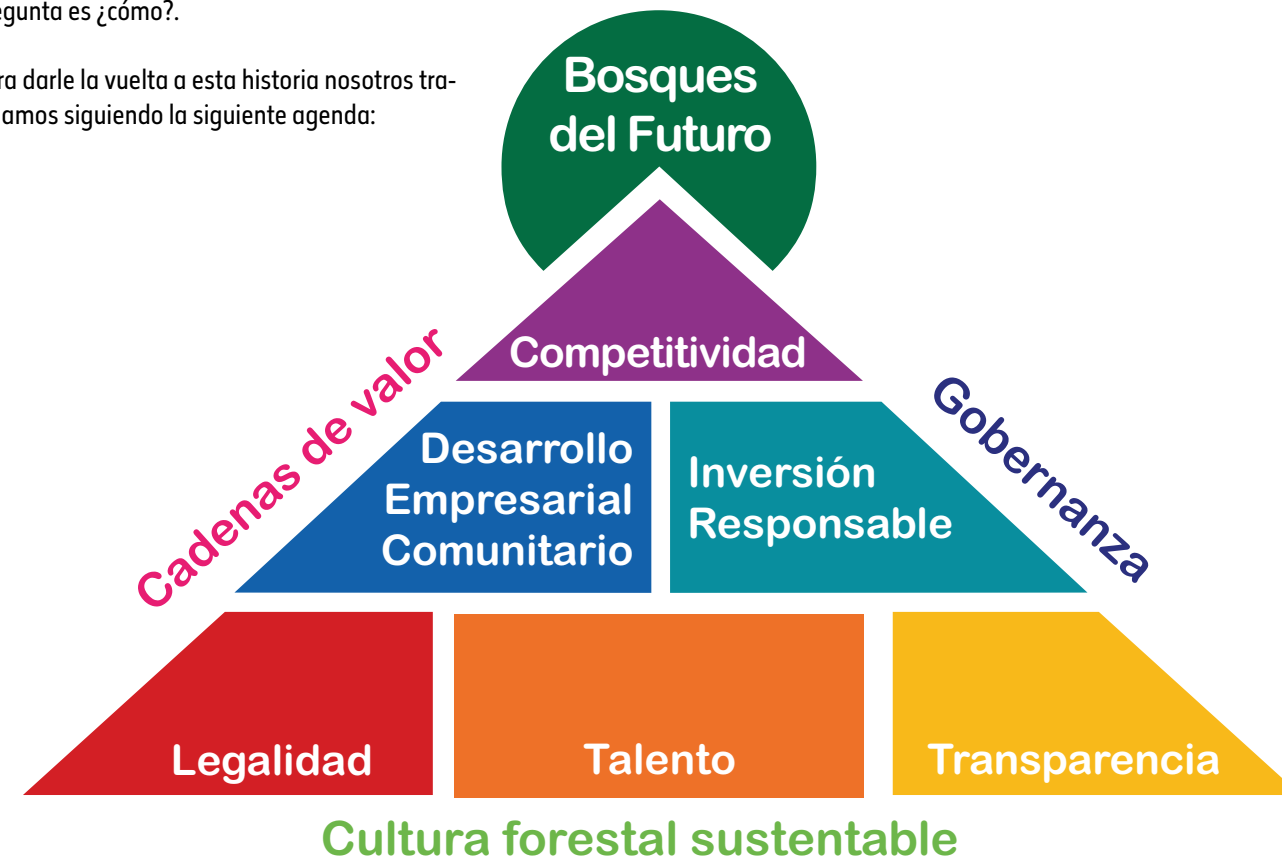 egunta es ¿cómo?.
ra darle la vuelta a esta historia nosotros tra-
amos siguiendo la siguiente agenda:
Bosques
del Futuro
Competitividad
Cadenas de valor
Gobernanza
Desarrollo
Empresarial
Comunitario
Inversión
Responsable
Legalidad
Talento
Transparencia
Cultura forestal sustentable